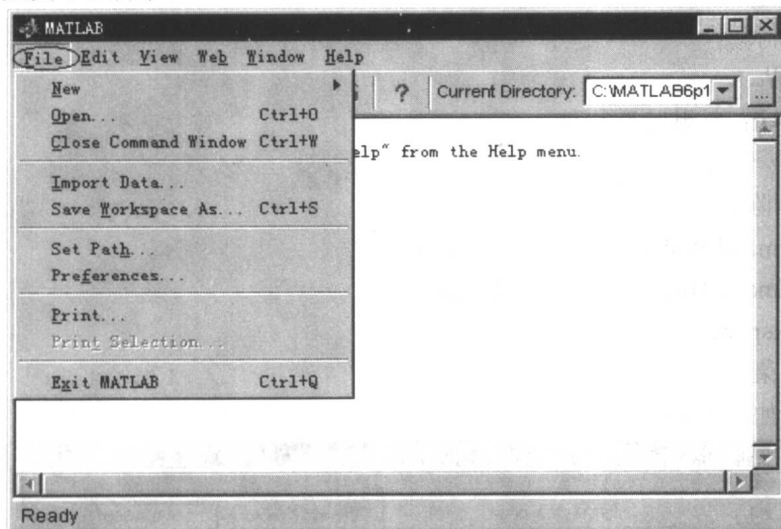 MATLAB
File Edit View Web Window Help
New
Open... Ctrl+O
Close Command Window Ctrl+W
Import Data...
Save Workspace As... Ctrl+S
Set Path...
Preferences...
Print...
Print Selection...
Exit MATLAB Ctrl+Q
? Current Directory: C:\MATLAB6p1 ...
elp" from the Help menu.
Ready